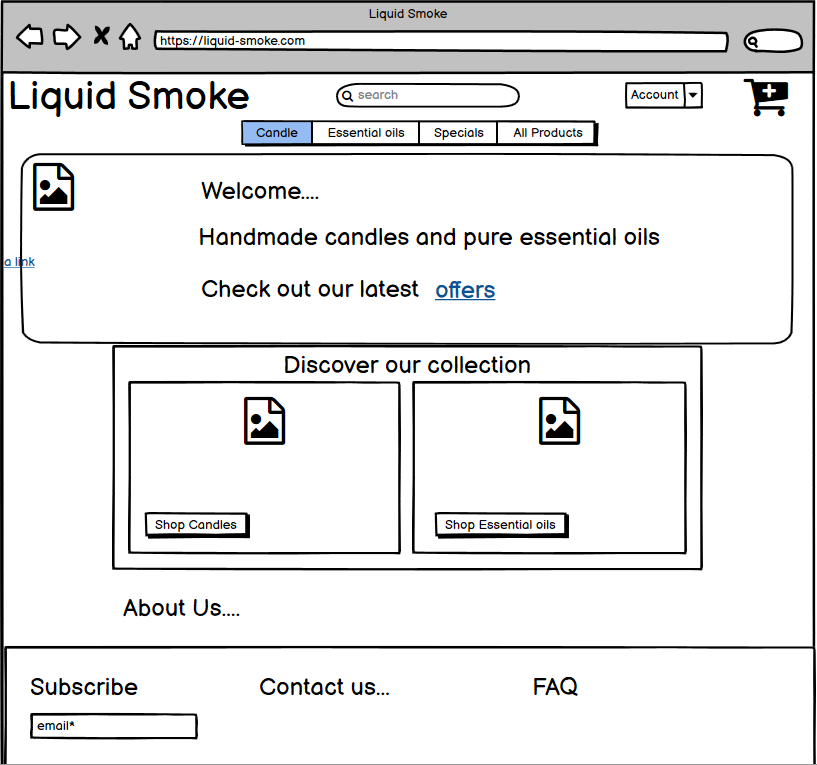 Liquid Smoke
https://liquid-smoke.com
Liquid Smoke
search
Account
Candle
Essential oils
Specials
All Products
Welcome....
Handmade candles and pure essential oils
a link
Check out our latest offers
Discover our collection
Shop Candles
Shop Essential oils
About Us....
Subscribe
Contact us...
FAQ
email*